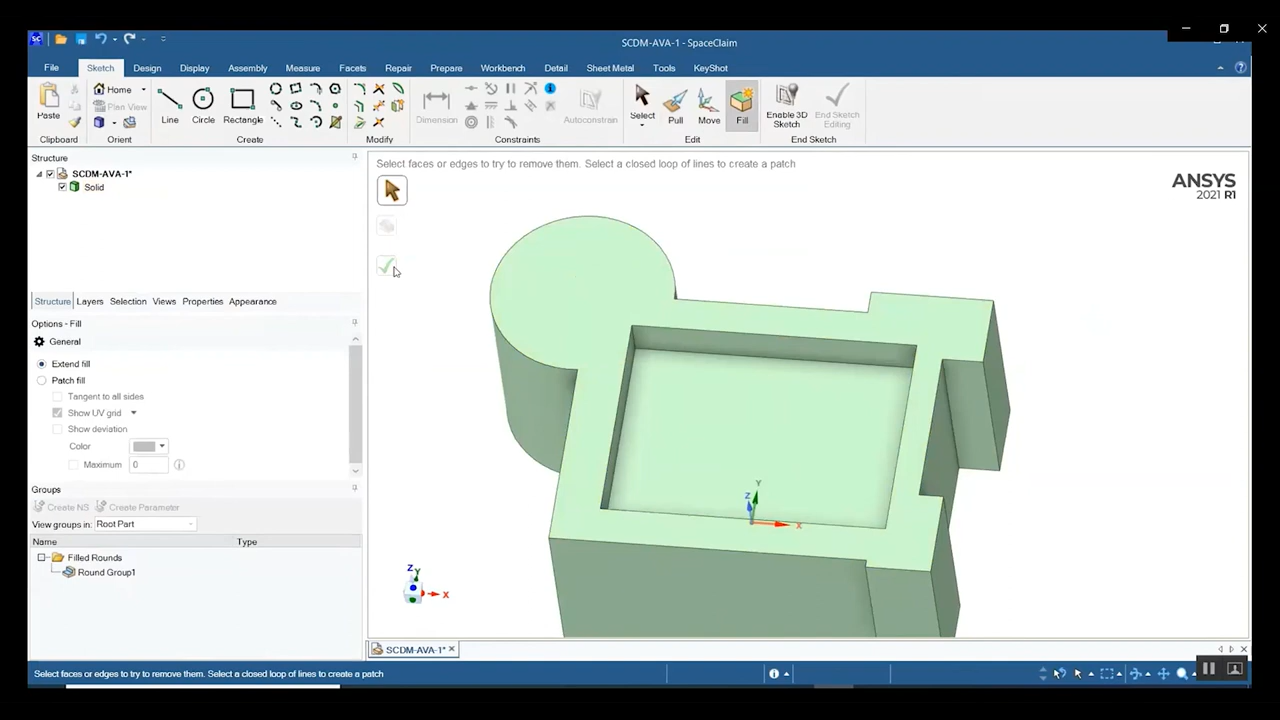 SCDM-AVA-1 - SpaceClaim
File Sketch Design Display Assembly Measure Facets Repair Prepare Workbench Detail Sheet Metal Tools KeyShot
Paste
Home
Plan View
Line Circle Rectangle
Dimension
Autoconstrain
Select Pull Move Fill
Enable 3D Sketch
End Sketch Editing
Clipboard Orient Create Modify Constraints Edit End Sketch
Structure
SCDM-AVA-1*
Solid
Structure Layers Selection Views Properties Appearance
Options - Fill
General
Extend fill
Patch fill
Tangent to all sides
Show UV grid
Show deviation
Color
Maximum 0
Groups
Create NS Create Parameter
View groups in: Root Part
Name Type
Filled Rounds
Round Group1
Select faces or edges to try to remove them. Select a closed loop of lines to create a patch
ANSYS
2021 R1
Y
Z
X
Z
Y
X
SCDM-AVA-1*
Select faces or edges to try to remove them. Select a closed loop of lines to create a patch